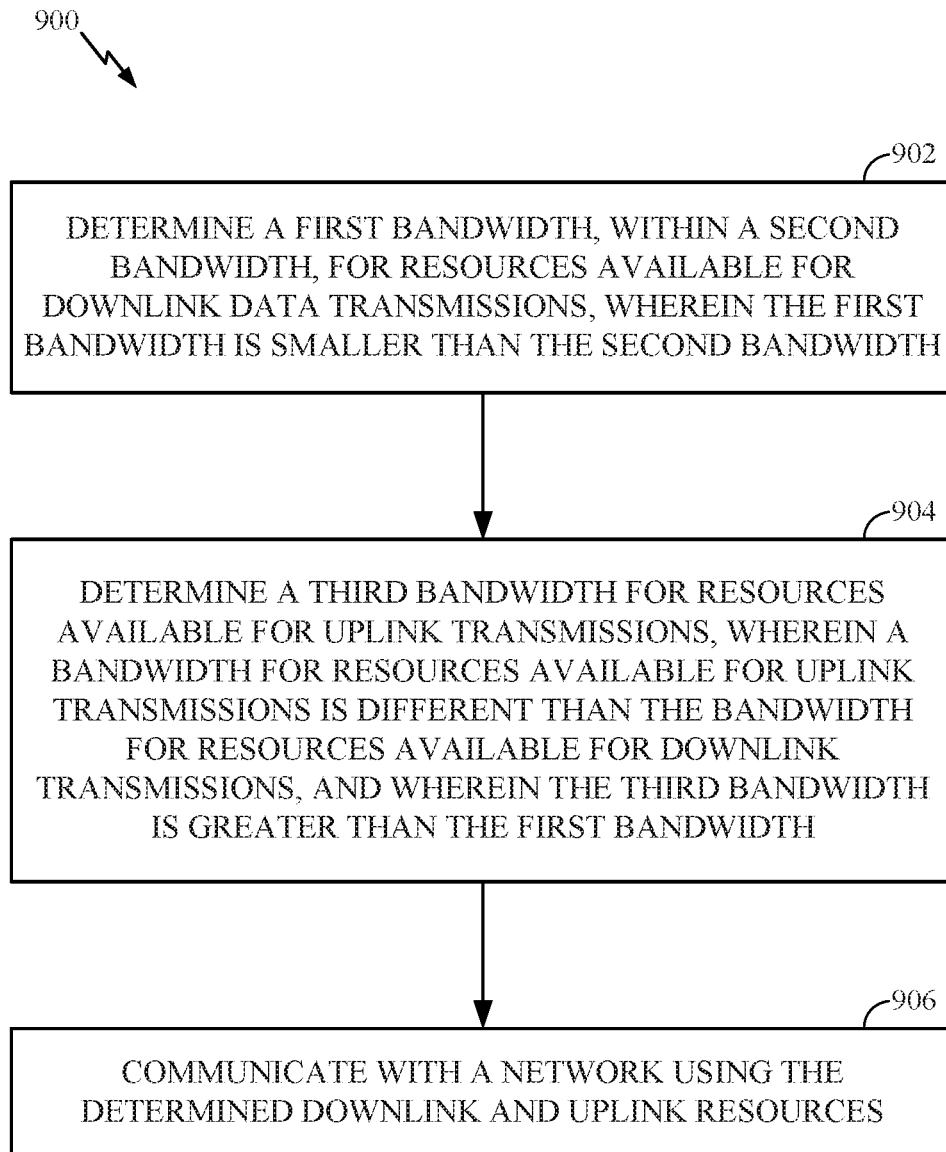 900
902
DETERMINE A FIRST BANDWIDTH, WITHIN A SECOND
BANDWIDTH, FOR RESOURCES AVAILABLE FOR
DOWNLINK DATA TRANSMISSIONS, WHEREIN THE FIRST
BANDWIDTH IS SMALLER THAN THE SECOND BANDWIDTH
904
DETERMINE A THIRD BANDWIDTH FOR RESOURCES
AVAILABLE FOR UPLINK TRANSMISSIONS, WHEREIN A
BANDWIDTH FOR RESOURCES AVAILABLE FOR UPLINK
TRANSMISSIONS IS DIFFERENT THAN THE BANDWIDTH
FOR RESOURCES AVAILABLE FOR DOWNLINK
TRANSMISSIONS, AND WHEREIN THE THIRD BANDWIDTH
IS GREATER THAN THE FIRST BANDWIDTH
906
COMMUNICATE WITH A NETWORK USING THE
DETERMINED DOWNLINK AND UPLINK RESOURCES